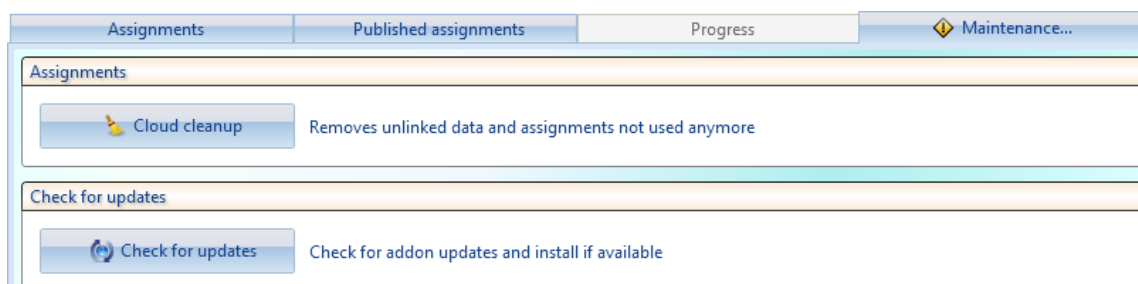 Assignments Published assignments Progress Maintenance...
Assignments
Cloud cleanup Removes unlinked data and assignments not used anymore
Check for updates
Check for updates Check for addon updates and install if available